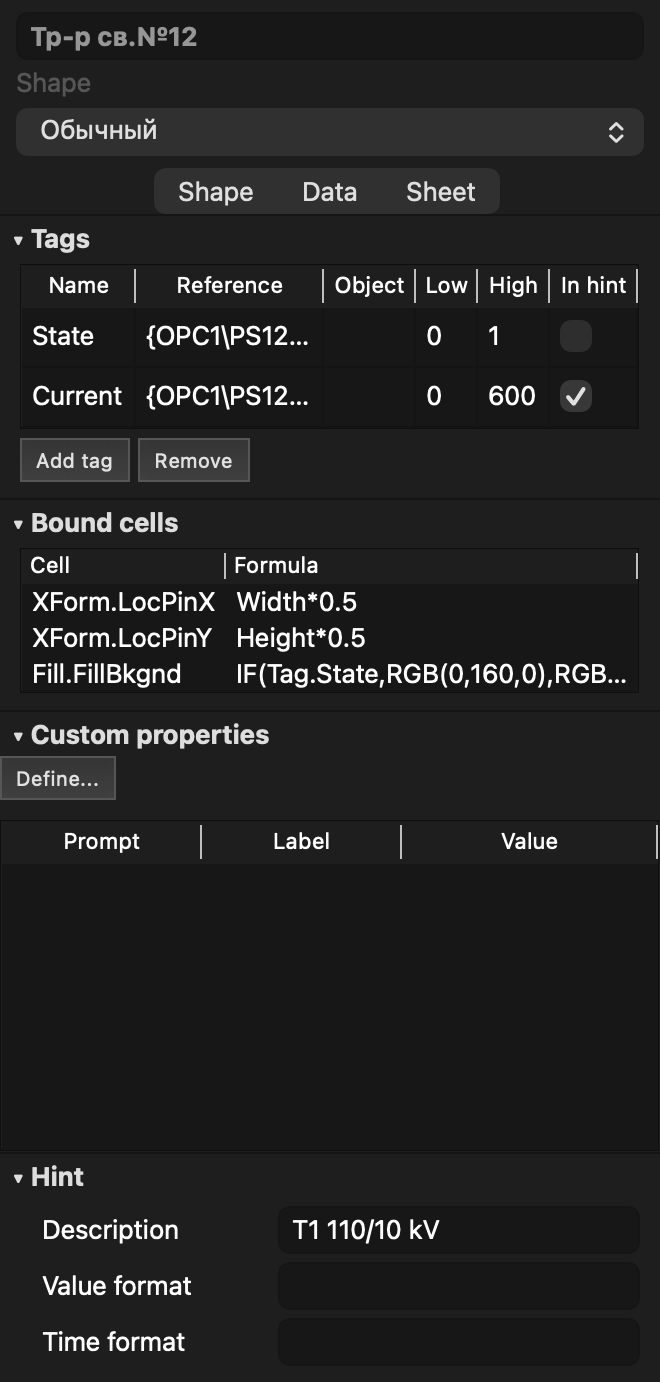 Тр-р св.№12
Shape
Обычный
Shape Data Sheet
Tags
Name Reference Object Low High In hint
State {OPC1\PS12... 0 1
Current {OPC1\PS12... 0 600
Add tag Remove
Bound cells
Cell Formula
XForm.LocPinX Width*0.5
XForm.LocPinY Height*0.5
Fill.FillBkgnd IF(Tag.State,RGB(0,160,0),RGB...
Custom properties
Define...
Prompt Label Value
Hint
Description T1 110/10 kV
Value format
Time format